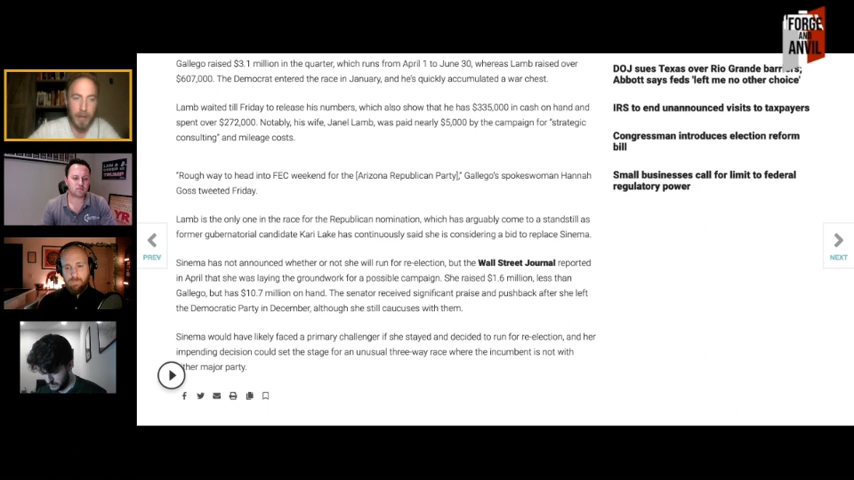 FORGE
AND
ANVIL
Gallego raised $3.1 million in the quarter, which runs from April 1 to June 30, whereas Lamb raised over
$607,000. The Democrat entered the race in January, and he's quickly accumulated a war chest.
Lamb waited till Friday to release his numbers, which also show that he has $335,000 in cash on hand and
spent over $272,000. Notably, his wife, Janel Lamb, was paid nearly $5,000 by the campaign for "strategic
consulting" and mileage costs.
"Rough way to head into FEC weekend for the [Arizona Republican Party]," Gallego's spokeswoman Hannah
Goss tweeted Friday.
Lamb is the only one in the race for the Republican nomination, which has arguably come to a standstill as
former gubernatorial candidate Kari Lake has continuously said she is considering a bid to replace Sinema.
Sinema has not announced whether or not she will run for re-election, but the Wall Street Journal reported
in April that she was laying the groundwork for a possible campaign. She raised $1.6 million, less than
Gallego, but has $10.7 million on hand. The senator received significant praise and pushback after she left
the Democratic Party in December, although she still caucuses with them.
Sinema would have likely faced a primary challenger if she stayed and decided to run for re-election, and her
impending decision could set the stage for an unusual three-way race where the incumbent is not with
major party.
DOJ sues Texas over Rio Grande barriers;
Abbott says feds 'left me no other choice'
IRS to end unannounced visits to taxpayers
Congressman introduces election reform
bill
Small businesses call for limit to federal
regulatory power
PREV
NEXT
TRUMP
YR